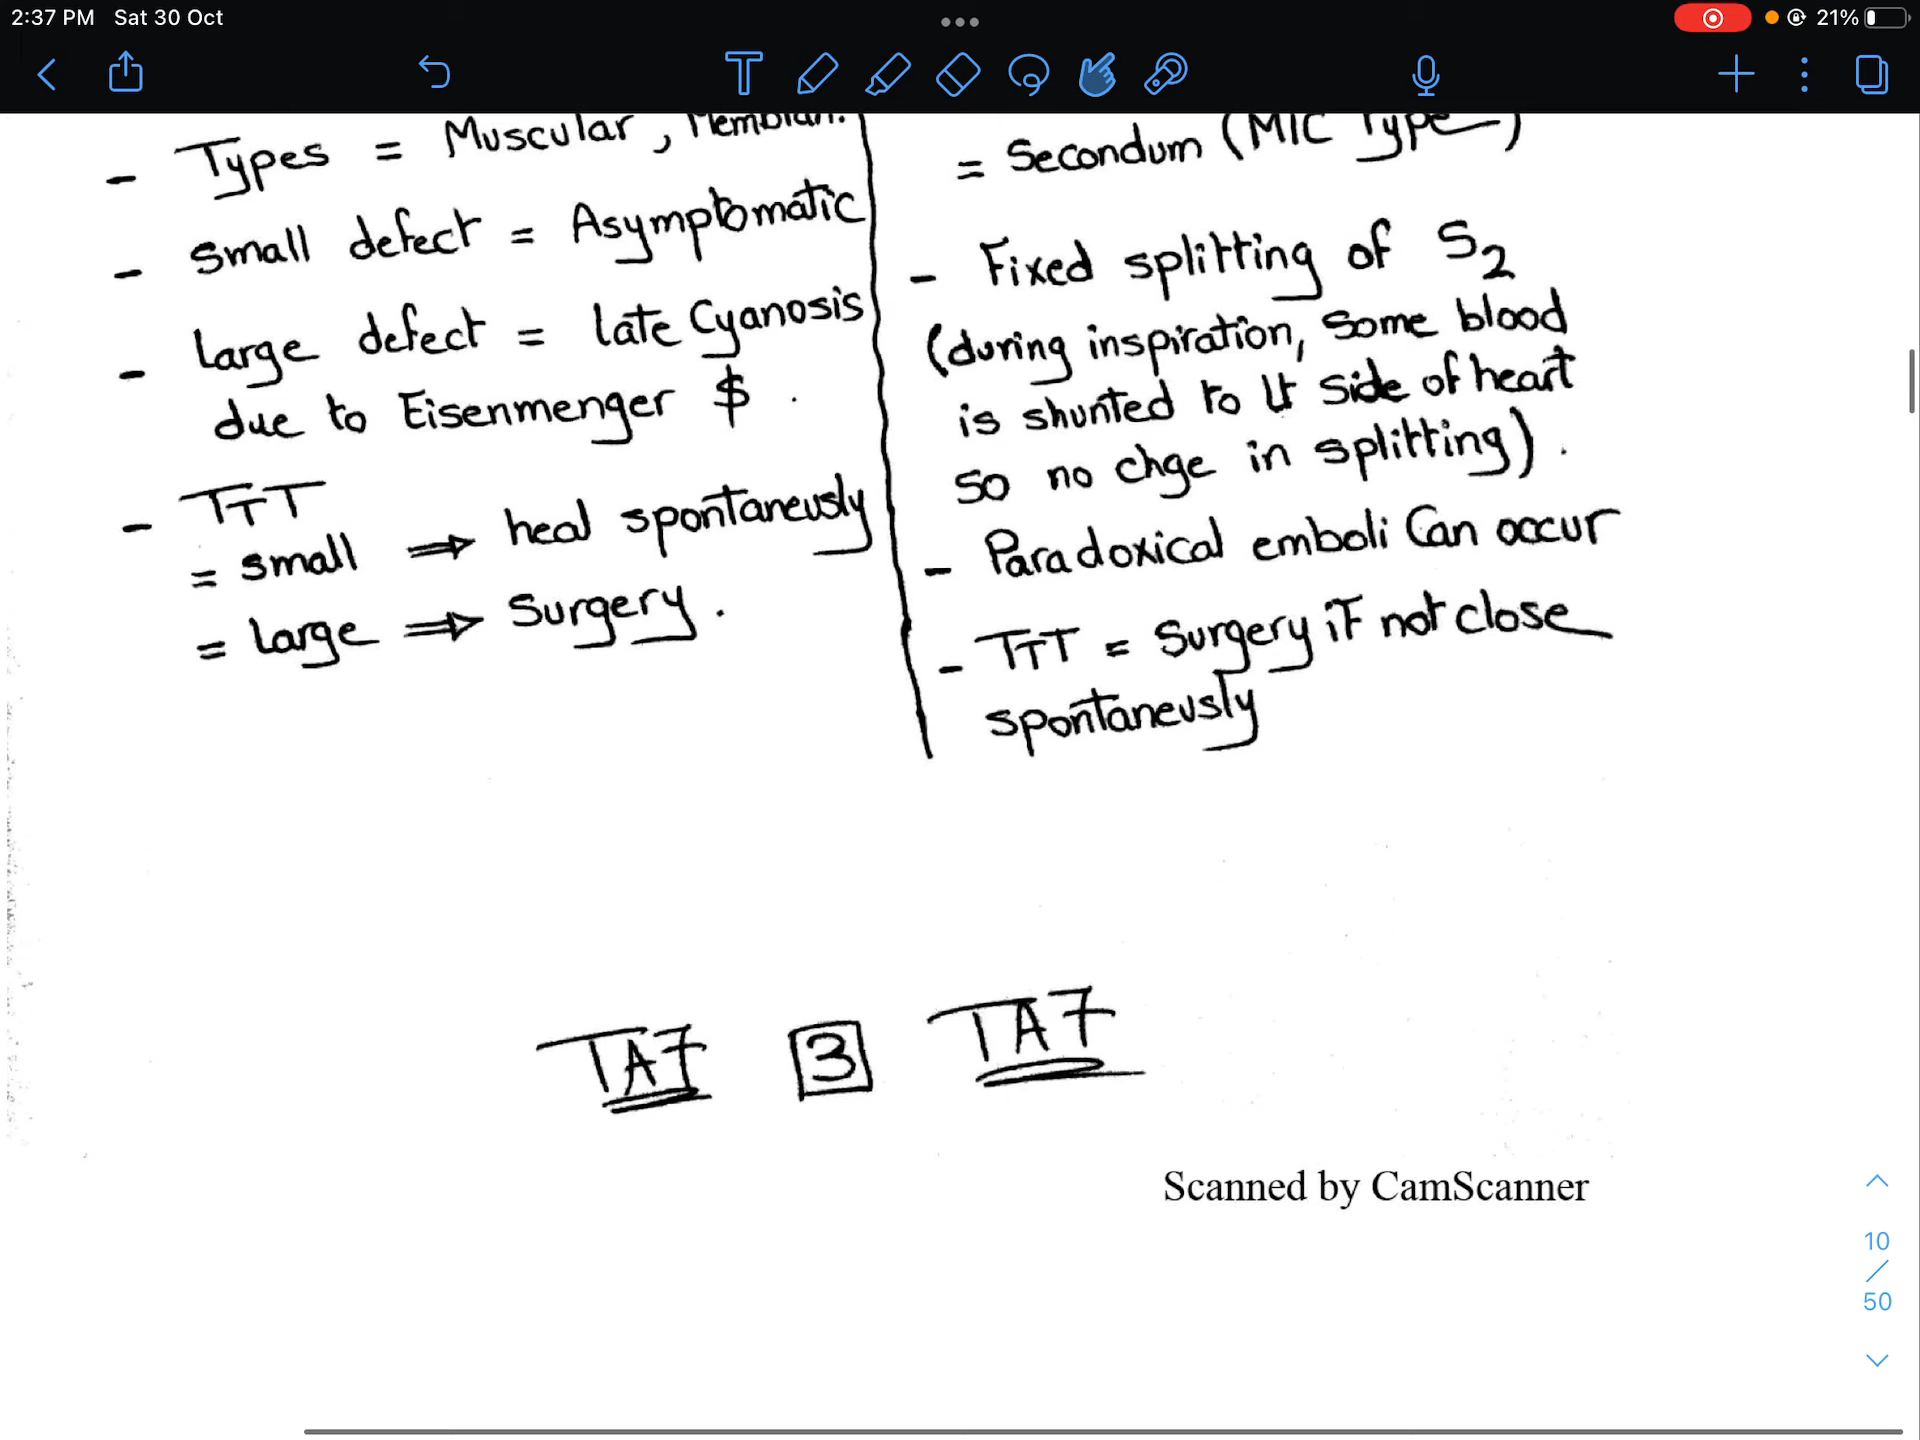 2:37 PM Sat 30 Oct
21%
- Types = Muscular, Membran.
- small defect = Asymptomatic
- large defect = late Cyanosis
due to Eisenmenger $ .
- TTT
= small ⇒ heal spontaneusly
= large ⇒ Surgery .
= Secondum (MIC Type)
- Fixed splitting of S2
(during inspiration, some blood
is shunted to lt side of heart
so no chge in splitting) .
- Paradoxical emboli Can occur
- TTT = Surgery if not close
spontaneusly
TA7 3 TA7
Scanned by CamScanner
10
/
50